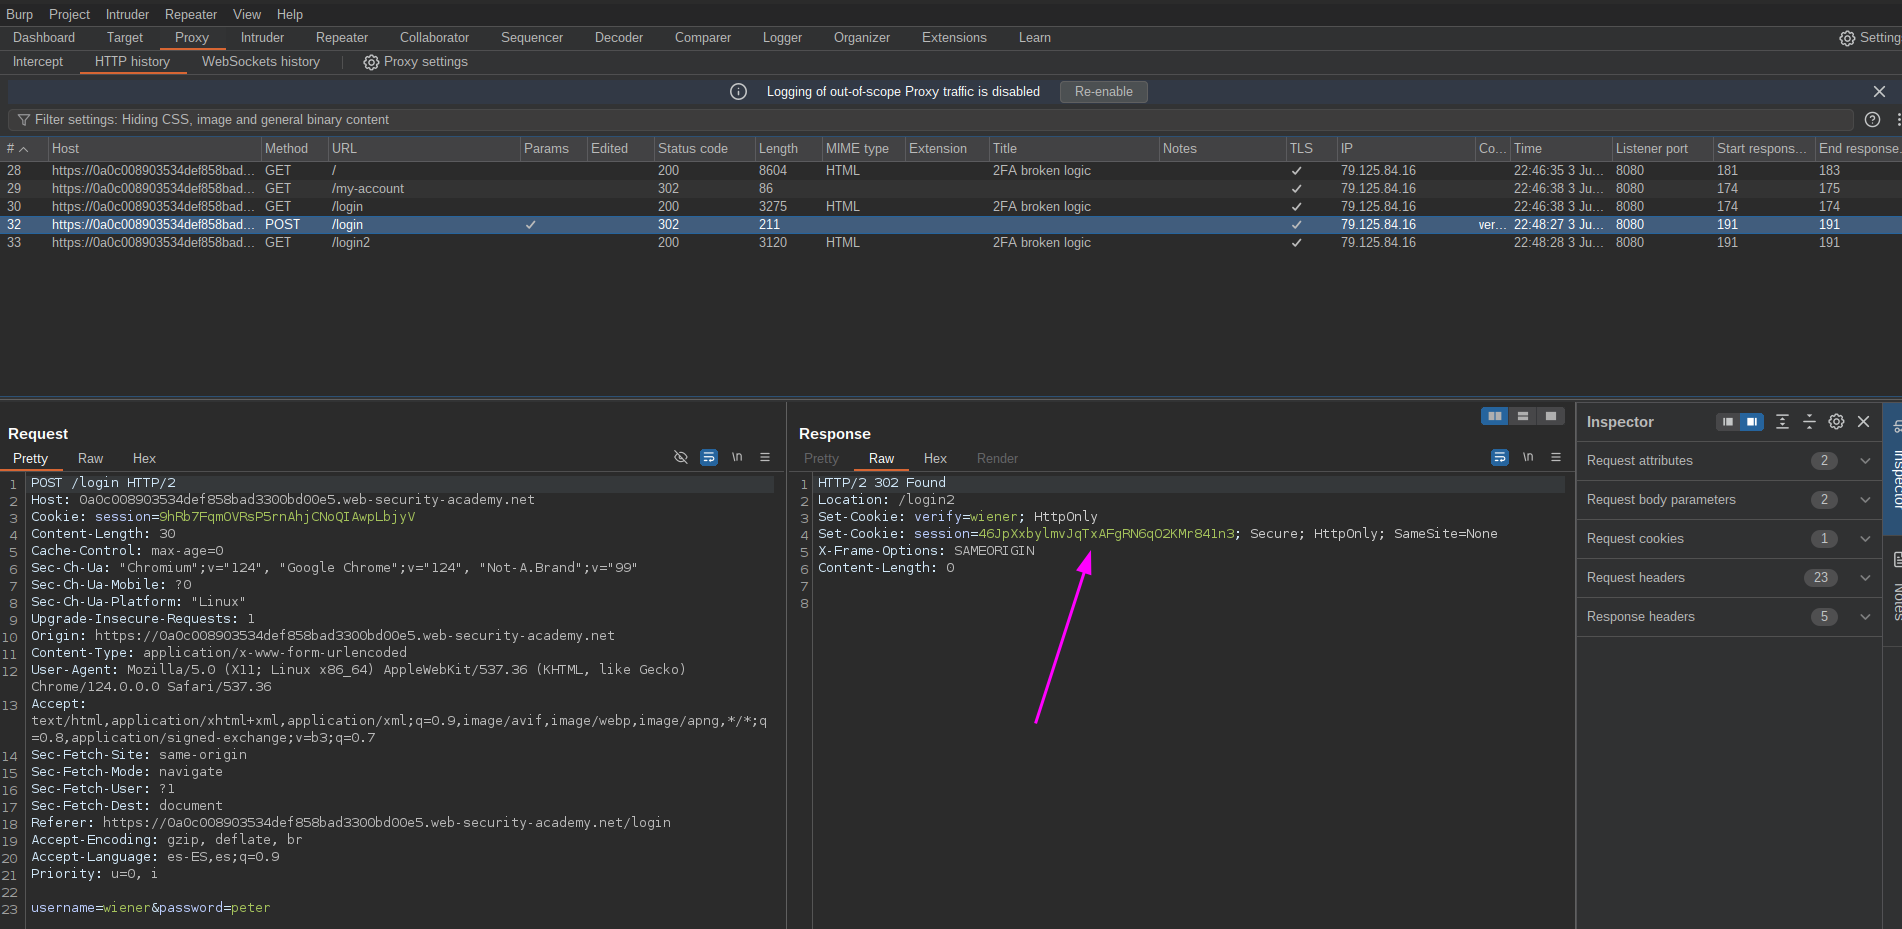 Burp Project Intruder Repeater View Help
Dashboard Target Proxy Intruder Repeater Collaborator Sequencer Decoder Comparer Logger Organizer Extensions Learn Setting
Intercept HTTP history WebSockets history Proxy settings
Logging of out-of-scope Proxy traffic is disabled Re-enable
Filter settings: Hiding CSS, image and general binary content
# Host Method URL Params Edited Status code Length MIME type Extension Title Notes TLS IP Co... Time Listener port Start respons... End response.
28 https://0a0c008903534def858bad... GET / 200 8604 HTML 2FA broken logic ✓ 79.125.84.16 22:46:35 3 Ju... 8080 181 183
29 https://0a0c008903534def858bad... GET /my-account 302 86 ✓ 79.125.84.16 22:46:38 3 Ju... 8080 174 175
30 https://0a0c008903534def858bad... GET /login 200 3275 HTML 2FA broken logic ✓ 79.125.84.16 22:46:38 3 Ju... 8080 174 174
32 https://0a0c008903534def858bad... POST /login ✓ 302 211 ✓ 79.125.84.16 ver... 22:48:27 3 Ju... 8080 191 191
33 https://0a0c008903534def858bad... GET /login2 200 3120 HTML 2FA broken logic ✓ 79.125.84.16 22:48:28 3 Ju... 8080 191 191
Request
Pretty Raw Hex \n
1 POST /login HTTP/2
2 Host: 0a0c008903534def858bad3300bd00e5.web-security-academy.net
3 Cookie: session=9hRb7FqmOVRsP5rnAhjCNoQIAwpLbjyV
4 Content-Length: 30
5 Cache-Control: max-age=0
6 Sec-Ch-Ua: "Chromium";v="124", "Google Chrome";v="124", "Not-A.Brand";v="99"
7 Sec-Ch-Ua-Mobile: ?0
8 Sec-Ch-Ua-Platform: "Linux"
9 Upgrade-Insecure-Requests: 1
10 Origin: https://0a0c008903534def858bad3300bd00e5.web-security-academy.net
11 Content-Type: application/x-www-form-urlencoded
12 User-Agent: Mozilla/5.0 (X11; Linux x86_64) AppleWebKit/537.36 (KHTML, like Gecko)
Chrome/124.0.0.0 Safari/537.36
13 Accept:
text/html,application/xhtml+xml,application/xml;q=0.9,image/avif,image/webp,image/apng,*/*;q
=0.8,application/signed-exchange;v=b3;q=0.7
14 Sec-Fetch-Site: same-origin
15 Sec-Fetch-Mode: navigate
16 Sec-Fetch-User: ?1
17 Sec-Fetch-Dest: document
18 Referer: https://0a0c008903534def858bad3300bd00e5.web-security-academy.net/login
19 Accept-Encoding: gzip, deflate, br
20 Accept-Language: es-ES,es;q=0.9
21 Priority: u=0, i
22
23 username=wiener&password=peter
Response
Pretty Raw Hex Render \n
1 HTTP/2 302 Found
2 Location: /login2
3 Set-Cookie: verify=wiener; HttpOnly
4 Set-Cookie: session=46JpXxbylmvJqTxAFgRN6qO2KMr841n3; Secure; HttpOnly; SameSite=None
5 X-Frame-Options: SAMEORIGIN
6 Content-Length: 0
7
8
Inspector
Request attributes 2
Request body parameters 2
Request cookies 1
Request headers 23
Response headers 5
Inspector
Notes